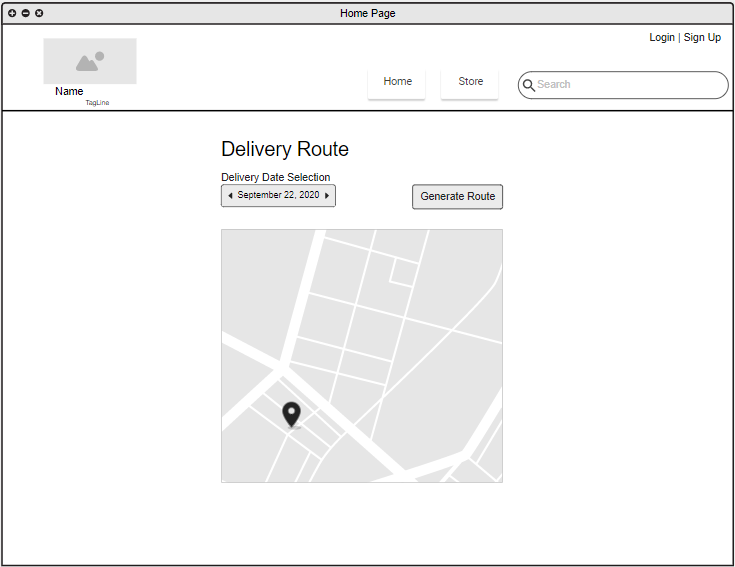 Home Page
Login | Sign Up
Name
TagLine
Home
Store
Search
Delivery Route
Delivery Date Selection
September 22, 2020
Generate Route